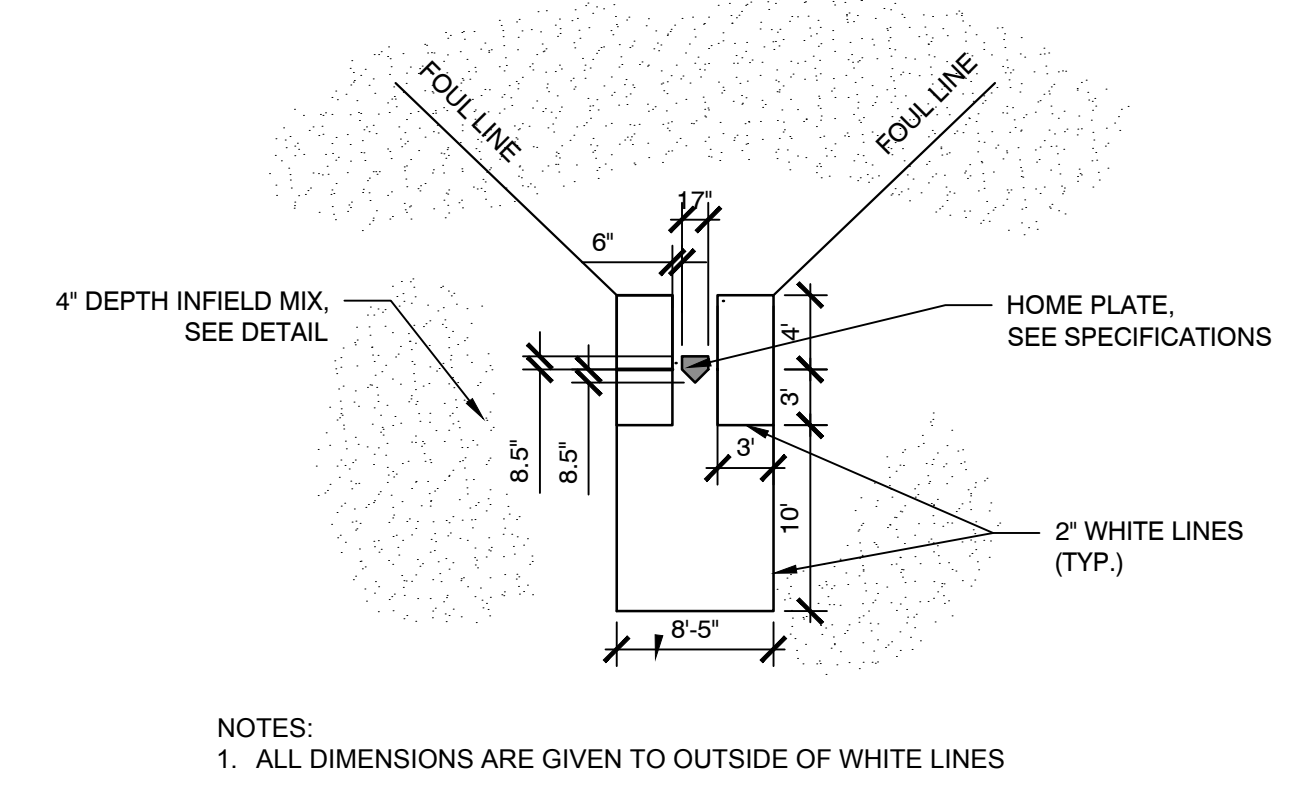 FOUL LINE
FOUL LINE
17"
6"
4" DEPTH INFIELD MIX,
SEE DETAIL
HOME PLATE,
SEE SPECIFICATIONS
4'
3'
8.5"
8.5"
3'
10'
2" WHITE LINES
(TYP.)
8'-5"
NOTES:
1. ALL DIMENSIONS ARE GIVEN TO OUTSIDE OF WHITE LINES